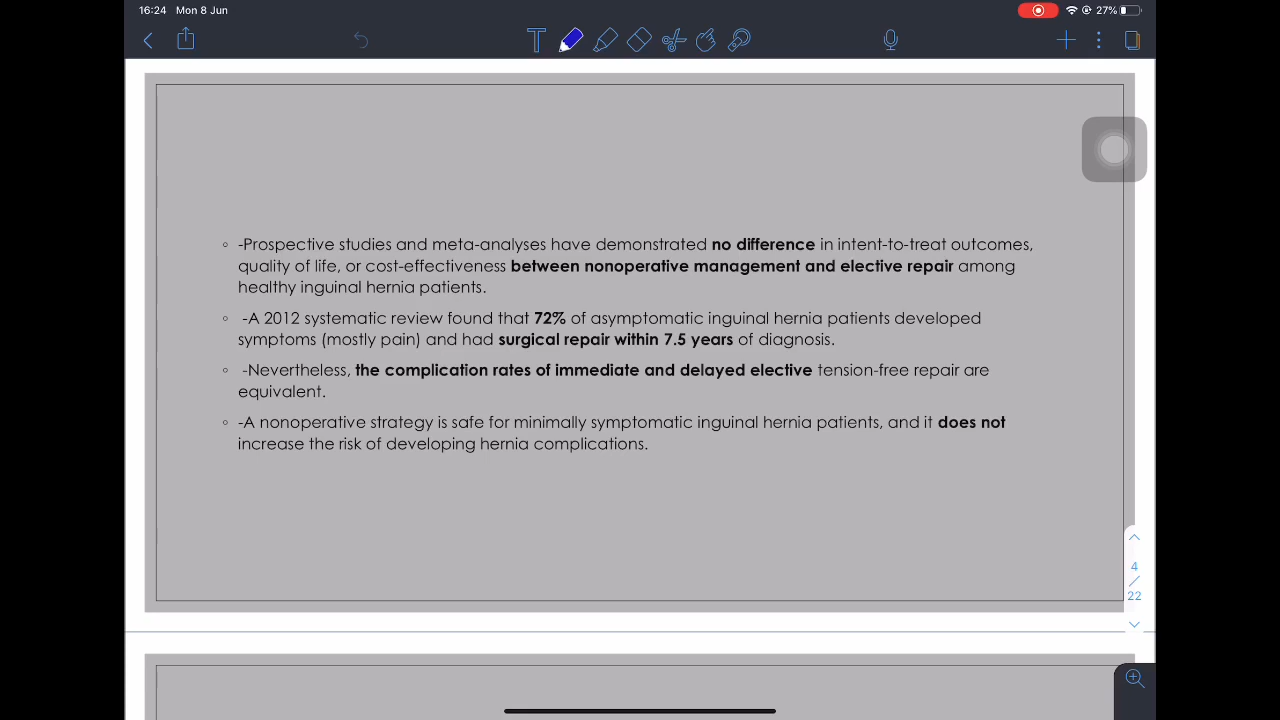 16:24 Mon 8 Jun 27%
◦ -Prospective studies and meta-analyses have demonstrated no difference in intent-to-treat outcomes,
quality of life, or cost-effectiveness between nonoperative management and elective repair among
healthy inguinal hernia patients.
◦ -A 2012 systematic review found that 72% of asymptomatic inguinal hernia patients developed
symptoms (mostly pain) and had surgical repair within 7.5 years of diagnosis.
◦ -Nevertheless, the complication rates of immediate and delayed elective tension-free repair are
equivalent.
◦ -A nonoperative strategy is safe for minimally symptomatic inguinal hernia patients, and it does not
increase the risk of developing hernia complications.
4
/
22